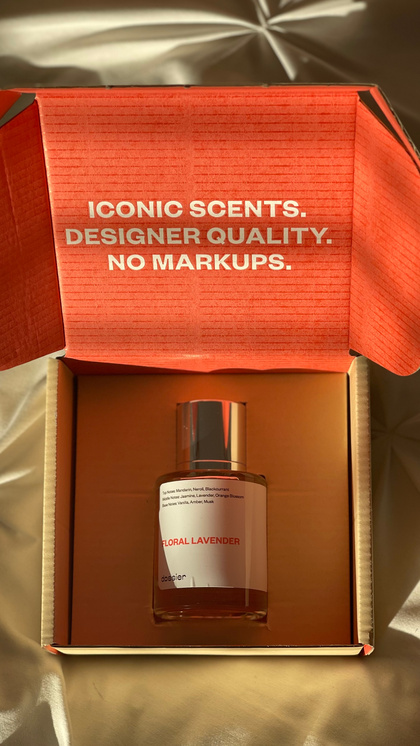 ICONIC SCENTS.
DESIGNER QUALITY.
NO MARKUPS.
Top Notes: Mandarin, Neroli, Blackcurrant
Middle Notes: Jasmine, Lavender, Orange Blossom
Base Notes: Vanilla, Amber, Musk
FLORAL LAVENDER
dossier